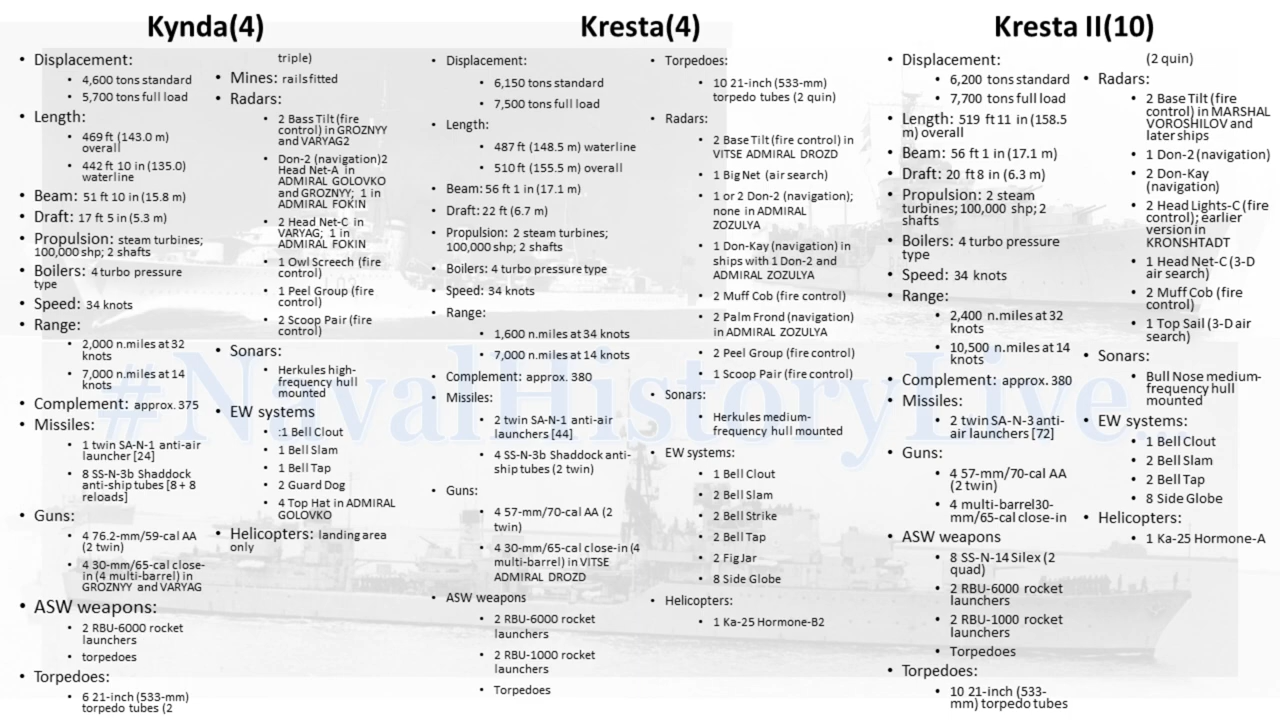 Kynda(4)
• Displacement:
• 4,600 tons standard
• 5,700 tons full load
• Length:
• 469 ft (143.0 m)
overall
• 442 ft 10 in (135.0)
waterline
• Beam: 51 ft 10 in (15.8 m)
• Draft: 17 ft 5 in (5.3 m)
• Propulsion: steam turbines;
100,000 shp; 2 shafts
• Boilers: 4 turbo pressure
type
• Speed: 34 knots
• Range:
• 2,000 n.miles at 32
knots
• 7,000 n.miles at 14
knots
• Complement: approx. 375
• Missiles:
• 1 twin SA-N-1 anti-air
launcher [24]
• 8 SS-N-3b Shaddock
anti-ship tubes [8 + 8
reloads]
• Guns:
• 4 76.2-mm/59-cal AA
(2 twin)
• 4 30-mm/65-cal close-
in (4 multi-barrel) in
GROZNYY and VARYAG
• ASW weapons:
• 2 RBU-6000 rocket
launchers
• torpedoes
• Torpedoes:
• 6 21-inch (533-mm)
torpedo tubes (2
triple)
• Mines: rails fitted
• Radars:
• 2 Bass Tilt (fire
control) in GROZNYY
and VARYAG2
• Don-2 (navigation)2
Head Net-A in
ADMIRAL GOLOVKO
and GROZNYY; 1 in
ADMIRAL FOKIN
• 2 Head Net-C in
VARYAG; 1 in
ADMIRAL FOKIN
• 1 Owl Screech (fire
control)
• 1 Peel Group (fire
control)
• 2 Scoop Pair (fire
control)
• Sonars:
• Herkules high-
frequency hull
mounted
• EW systems
• :1 Bell Clout
• 1 Bell Slam
• 1 Bell Tap
• 2 Guard Dog
• 4 Top Hat in ADMIRAL
GOLOVKO
• Helicopters: landing area
only
Kresta(4)
• Displacement:
• 6,150 tons standard
• 7,500 tons full load
• Length:
• 487 ft (148.5 m) waterline
• 510 ft (155.5 m) overall
• Beam: 56 ft 1 in (17.1 m)
• Draft: 22 ft (6.7 m)
• Propulsion: 2 steam turbines;
100,000 shp; 2 shafts
• Boilers: 4 turbo pressure type
• Speed: 34 knots
• Range:
• 1,600 n.miles at 34 knots
• 7,000 n.miles at 14 knots
• Complement: approx. 380
• Missiles:
• 2 twin SA-N-1 anti-air
launchers [44]
• 4 SS-N-3b Shaddock anti-
ship tubes (2 twin)
• Guns:
• 4 57-mm/70-cal AA (2
twin)
• 4 30-mm/65-cal close-in (4
multi-barrel) in VITSE
ADMIRAL DROZD
• ASW weapons
• 2 RBU-6000 rocket
launchers
• 2 RBU-1000 rocket
launchers
• Torpedoes
• Torpedoes:
• 10 21-inch (533-mm)
torpedo tubes (2 quin)
• Radars:
• 2 Base Tilt (fire control) in
VITSE ADMIRAL DROZD
• 1 Big Net (air search)
• 1 or 2 Don-2 (navigation);
none in ADMIRAL
ZOZULYA
• 1 Don-Kay (navigation) in
ships with 1 Don-2 and
ADMIRAL ZOZULYA
• 2 Muff Cob (fire control)
• 2 Palm Frond (navigation)
in ADMIRAL ZOZULYA
• 2 Peel Group (fire control)
• 1 Scoop Pair (fire control)
• Sonars:
• Herkules medium-
frequency hull mounted
• EW systems:
• 1 Bell Clout
• 2 Bell Slam
• 2 Bell Strike
• 2 Bell Tap
• 2 Fig Jar
• 8 Side Globe
• Helicopters:
• 1 Ka-25 Hormone-B2
Kresta II(10)
• Displacement:
• 6,200 tons standard
• 7,700 tons full load
• Length: 519 ft 11 in (158.5
m) overall
• Beam: 56 ft 1 in (17.1 m)
• Draft: 20 ft 8 in (6.3 m)
• Propulsion: 2 steam
turbines; 100,000 shp; 2
shafts
• Boilers: 4 turbo pressure
type
• Speed: 34 knots
• Range:
• 2,400 n.miles at 32
knots
• 10,500 n.miles at 14
knots
• Complement: approx. 380
• Missiles:
• 2 twin SA-N-3 anti-
air launchers [72]
• Guns:
• 4 57-mm/70-cal AA
(2 twin)
• 4 multi-barrel30-
mm/65-cal close-in
• ASW weapons
• 8 SS-N-14 Silex (2
quad)
• 2 RBU-6000 rocket
launchers
• 2 RBU-1000 rocket
launchers
• Torpedoes
• Torpedoes:
• 10 21-inch (533-
mm) torpedo tubes
(2 quin)
• Radars:
• 2 Base Tilt (fire
control) in MARSHAL
VOROSHILOV and
later ships
• 1 Don-2 (navigation)
• 2 Don-Kay
(navigation)
• 2 Head Lights-C (fire
control); earlier
version in
KRONSHTADT
• 1 Head Net-C (3-D
air search)
• 2 Muff Cob (fire
control)
• 1 Top Sail (3-D air
search)
• Sonars:
• Bull Nose medium-
frequency hull
mounted
• EW systems:
• 1 Bell Clout
• 2 Bell Slam
• 2 Bell Tap
• 8 Side Globe
• Helicopters:
• 1 Ka-25 Hormone-A
#NavalHistoryLive.